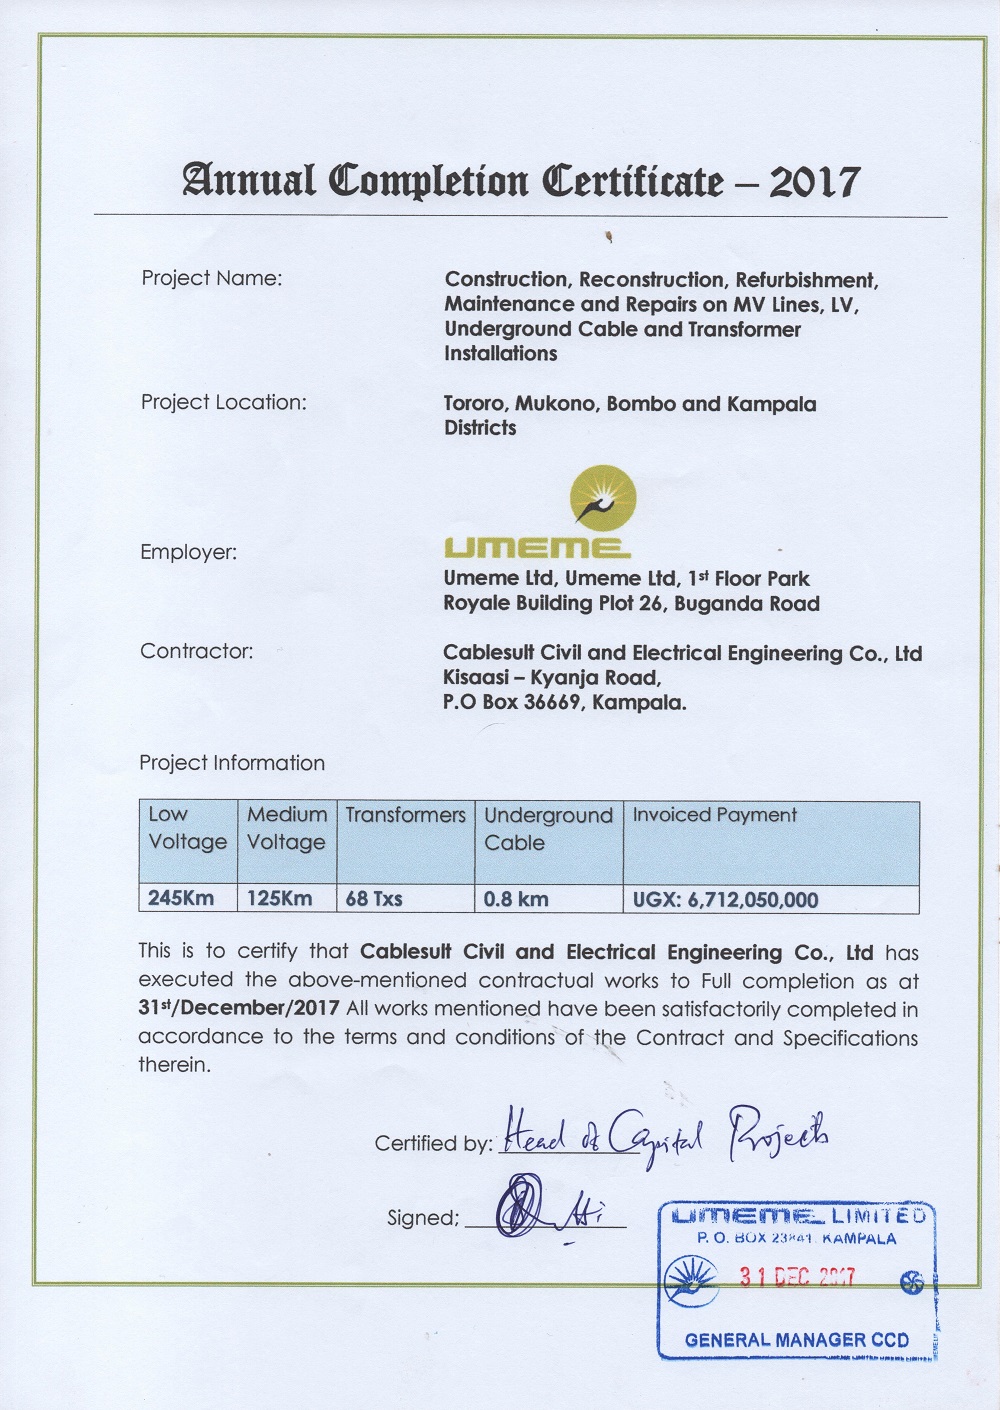 Annual Completion Certificate – 2017
Project Name:
Construction, Reconstruction, Refurbishment,
Maintenance and Repairs on MV Lines, LV,
Underground Cable and Transformer
Installations
Project Location:
Tororo, Mukono, Bombo and Kampala
Districts
UMEME
Employer:
Umeme Ltd, Umeme Ltd, 1st Floor Park
Royale Building Plot 26, Buganda Road
Contractor:
Cablesult Civil and Electrical Engineering Co., Ltd
Kisaasi – Kyanja Road,
P.O Box 36669, Kampala.
Project Information
Low Voltage Medium Voltage Transformers Underground Cable Invoiced Payment
245Km 125Km 68 Txs 0.8 km UGX: 6,712,050,000
This is to certify that Cablesult Civil and Electrical Engineering Co., Ltd has
executed the above-mentioned contractual works to Full completion as at
31st/December/2017 All works mentioned have been satisfactorily completed in
accordance to the terms and conditions of the Contract and Specifications
therein.
Certified by: Head of Capital Projects
Signed;
UMEME LIMITED
P. O. BOX 23841, KAMPALA
31 DEC 2017
GENERAL MANAGER CCD